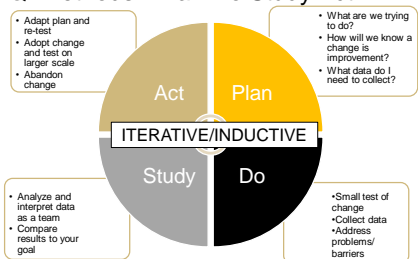 • Adapt plan and
re-test
• Adopt change
and test on
larger scale
• Abandon
change
• What are we trying
to do?
• How will we know a
change is
improvement?
• What data do I
need to collect?
Act
Plan
ITERATIVE/INDUCTIVE
Study
Do
• Analyze and
interpret data
as a team
• Compare
results to your
goal
•Small test of
change
•Collect data
•Address
problems/
barriers